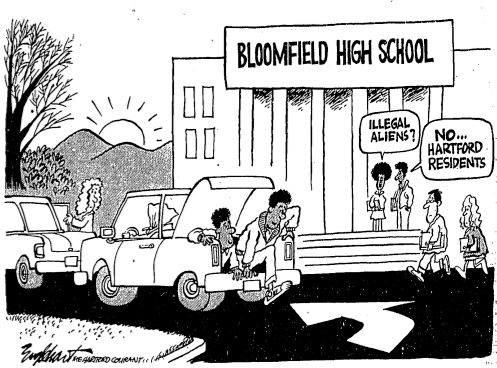 BLOOMFIELD HIGH SCHOOL
ILLEGAL
ALIENS?
NO...
HARTFORD
RESIDENTS
Englehart THE HARTFORD COURANT